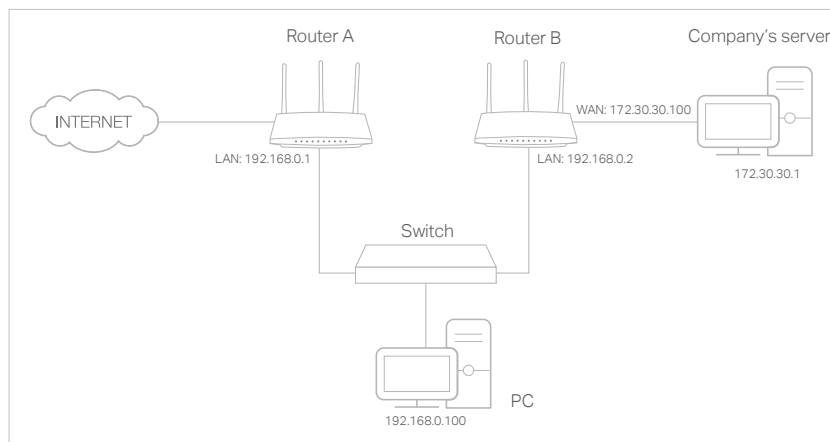 Router A
Router B
Company's server
INTERNET
WAN: 172.30.30.100
LAN: 192.168.0.1
LAN: 192.168.0.2
172.30.30.1
Switch
PC
192.168.0.100